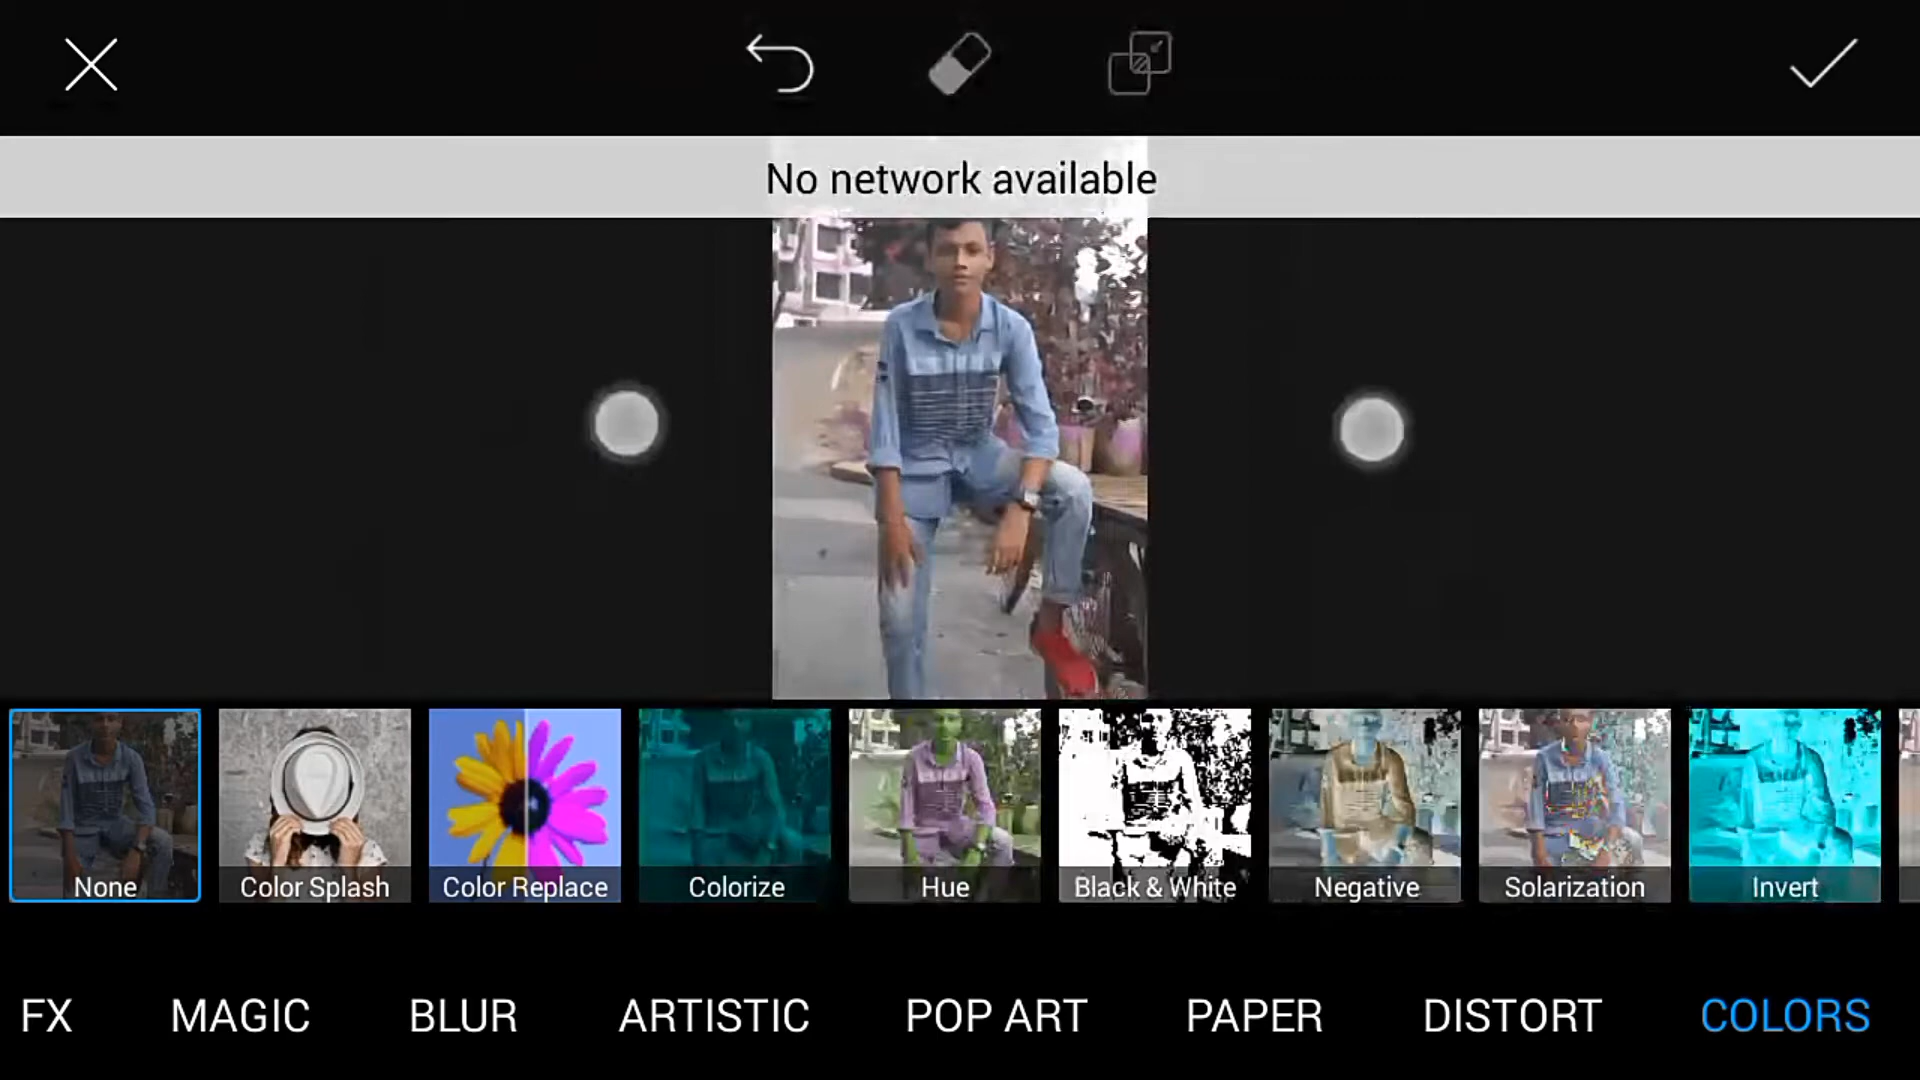 No network available
None
Color Splash
Color Replace
Colorize
Hue
Black & White
Negative
Solarization
Invert
FX
MAGIC
BLUR
ARTISTIC
POP ART
PAPER
DISTORT
COLORS